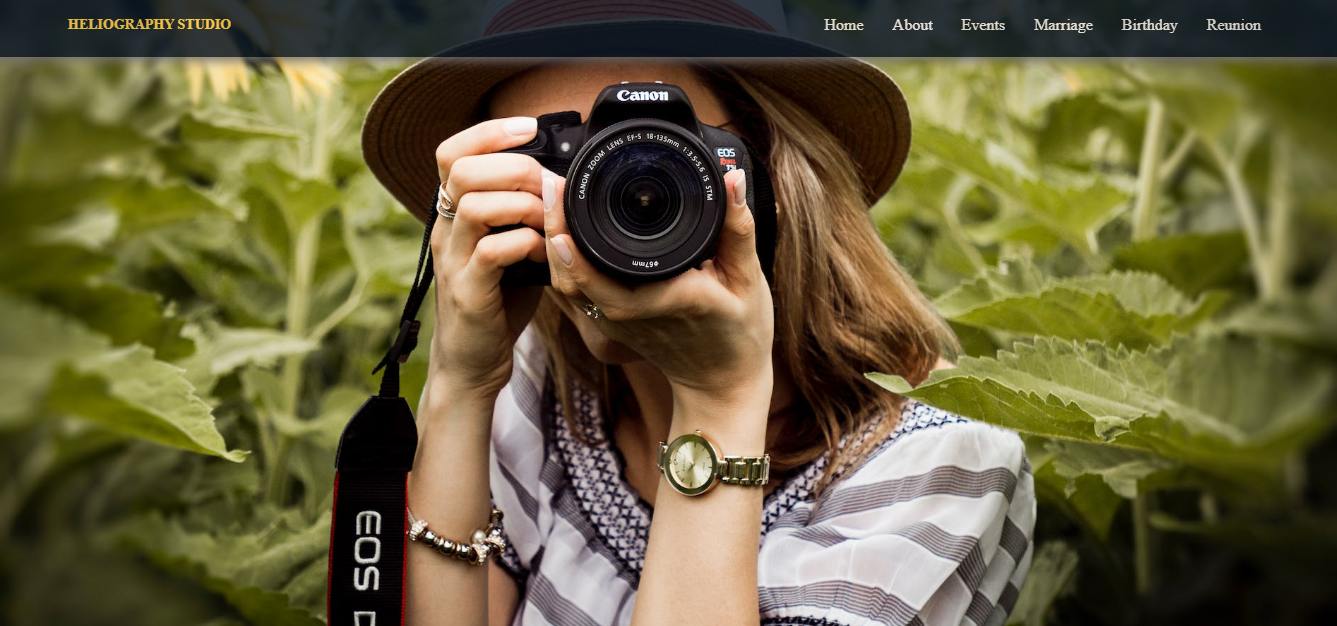 HELIOGRAPHY STUDIO
Home About Events Marriage Birthday Reunion
Canon
EOS
CANON ZOOM LENS EF-S 18-135mm 1:3.5-5.6 IS STM
ø67mm
EOS